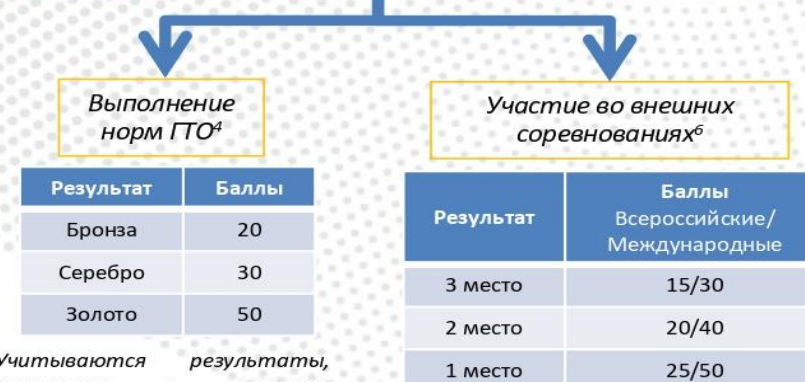 Выполнение
норм ГТО⁴
Результат Баллы
Бронза 20
Серебро 30
Золото 50
Учитываются результаты,
Участие во внешних
соревнованиях⁶
Результат Баллы
Всероссийские/
Международные
3 место 15/30
2 место 20/40
1 место 25/50